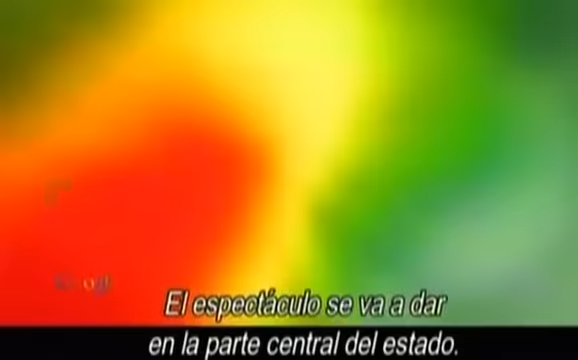 El espectáculo se va a dar
en la parte central del estado.